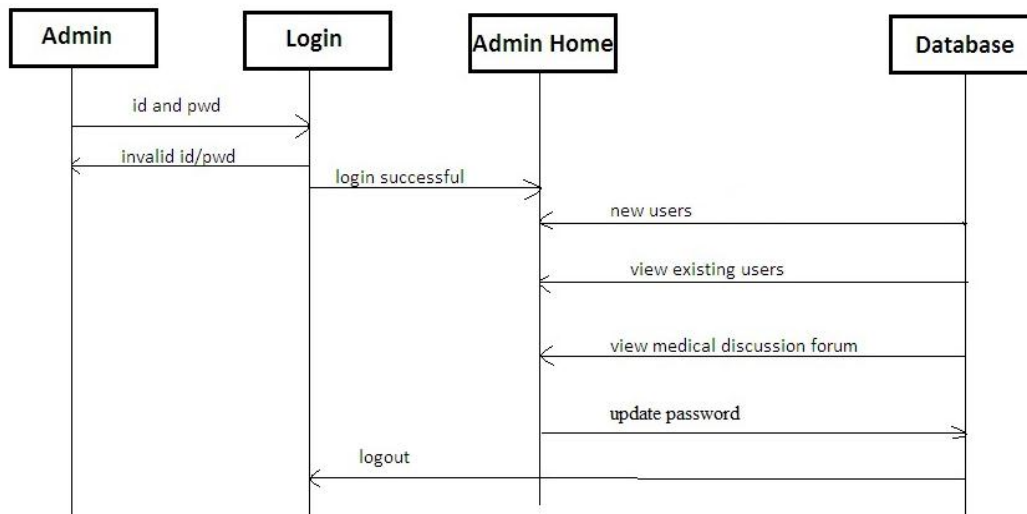 Admin
Login
Admin Home
Database
id and pwd
invalid id/pwd
login successful
new users
view existing users
view medical discussion forum
update password
logout